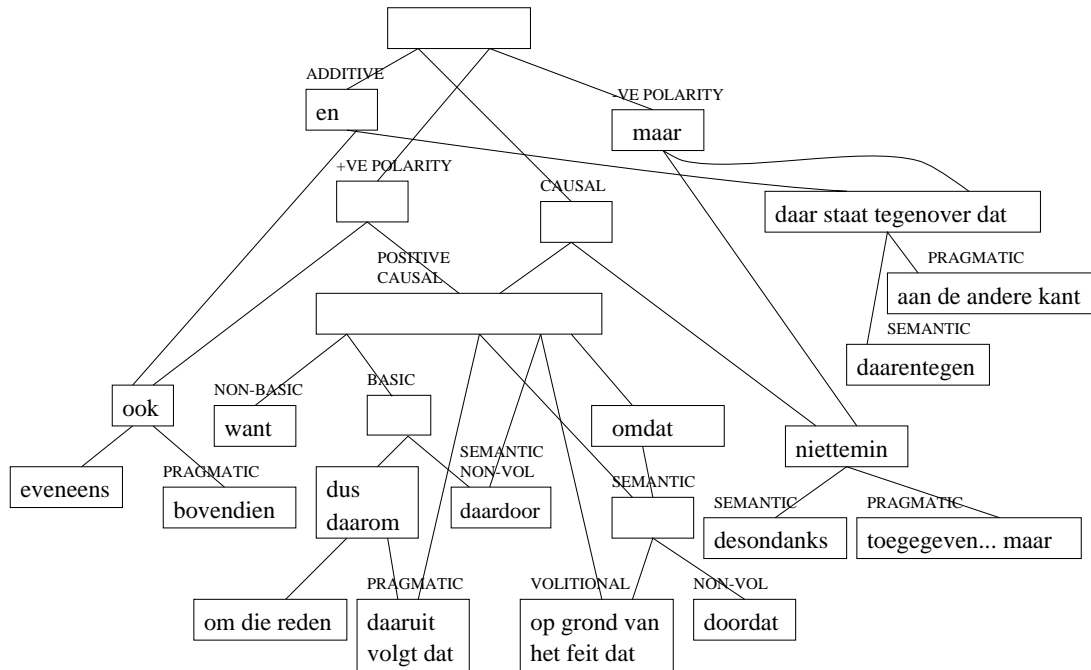 ADDITIVE
en
-VE POLARITY
maar
+VE POLARITY
CAUSAL
daar staat tegenover dat
POSITIVE
CAUSAL
PRAGMATIC
aan de andere kant
SEMANTIC
daarentegen
NON-BASIC
want
BASIC
ook
omdat
niettemin
SEMANTIC
NON-VOL
daardoor
SEMANTIC
eveneens
PRAGMATIC
bovendien
dus
daarom
SEMANTIC
desondanks
PRAGMATIC
toegegeven... maar
om die reden
PRAGMATIC
daaruit
volgt dat
VOLITIONAL
op grond van
het feit dat
NON-VOL
doordat